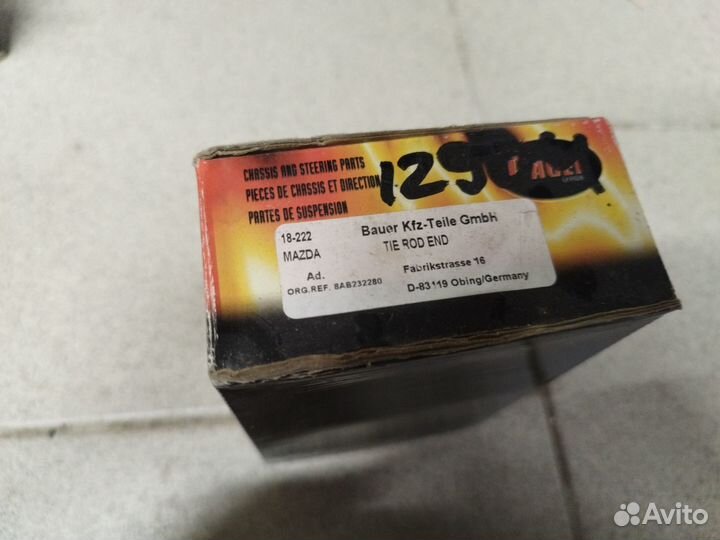 CHASSIS AND STEERING PARTS
PIECES DE CHASSIS ET DIRECTION
PARTES DE SUSPENSION
129
18-222 Bauer Kfz-Teile GmbH
MAZDA TIE ROD END
Ad. Fabrikstrasse 16
ORG.REF. 8AB232280 D-83119 Obing/Germany
Avito